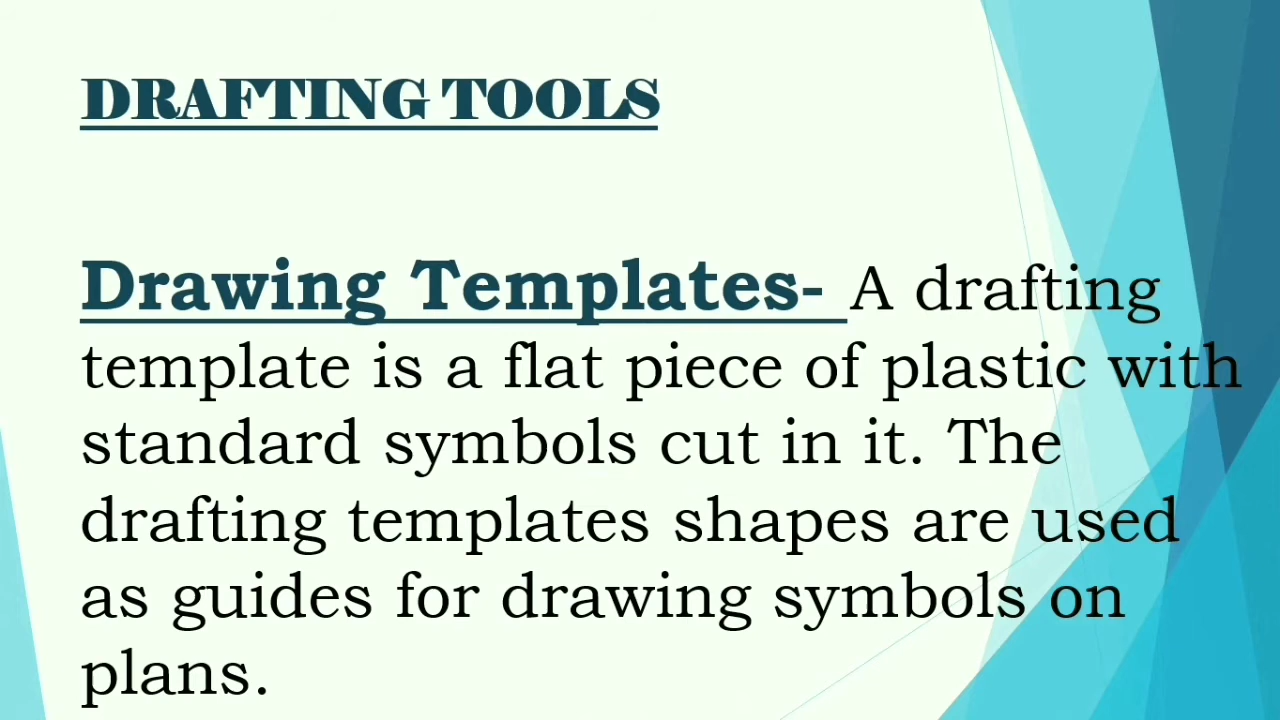 DRAFTING TOOLS
Drawing Templates- A drafting
template is a flat piece of plastic with
standard symbols cut in it. The
drafting templates shapes are used
as guides for drawing symbols on
plans.